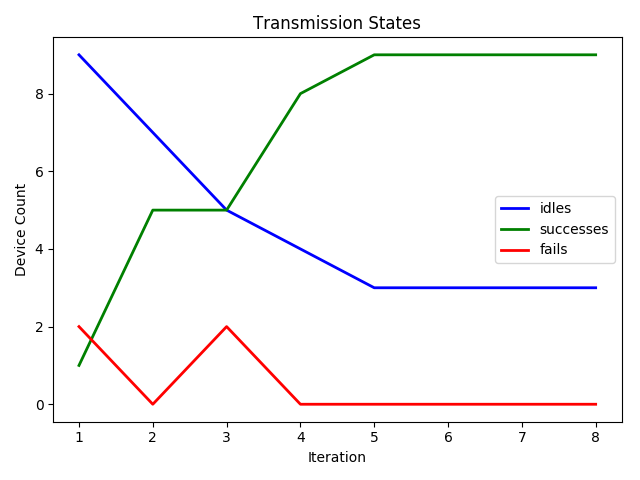 Transmission States
Device Count
8
6
4
2
0
idles
successes
fails
1 2 3 4 5 6 7 8
Iteration